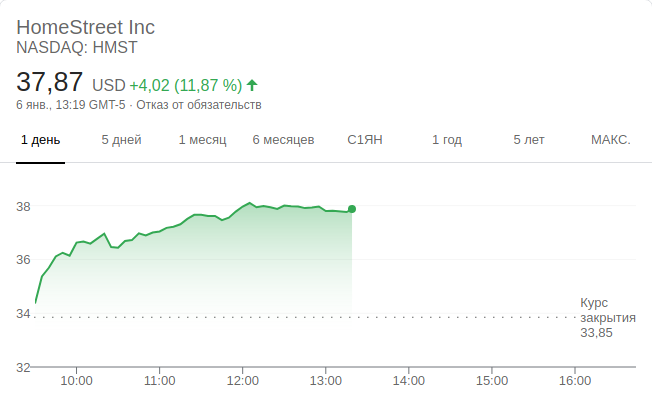 HomeStreet Inc
NASDAQ: HMST
37,87 USD +4,02 (11,87 %)
6 янв., 13:19 GMT-5 · Отказ от обязательств
1 день 5 дней 1 месяц 6 месяцев С1ЯН 1 год 5 лет МАКС.
38
36
34
32
Курс
закрытия
33,85
10:00 11:00 12:00 13:00 14:00 15:00 16:00